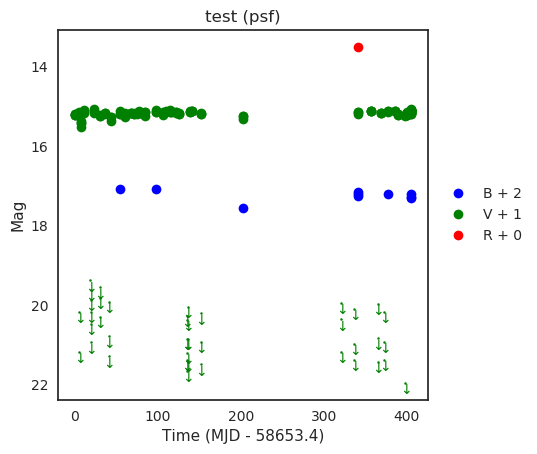 test (psf)
14
16
18
20
22
Mag
0
100
200
300
400
Time (MJD - 58653.4)
B + 2
V + 1
R + 0